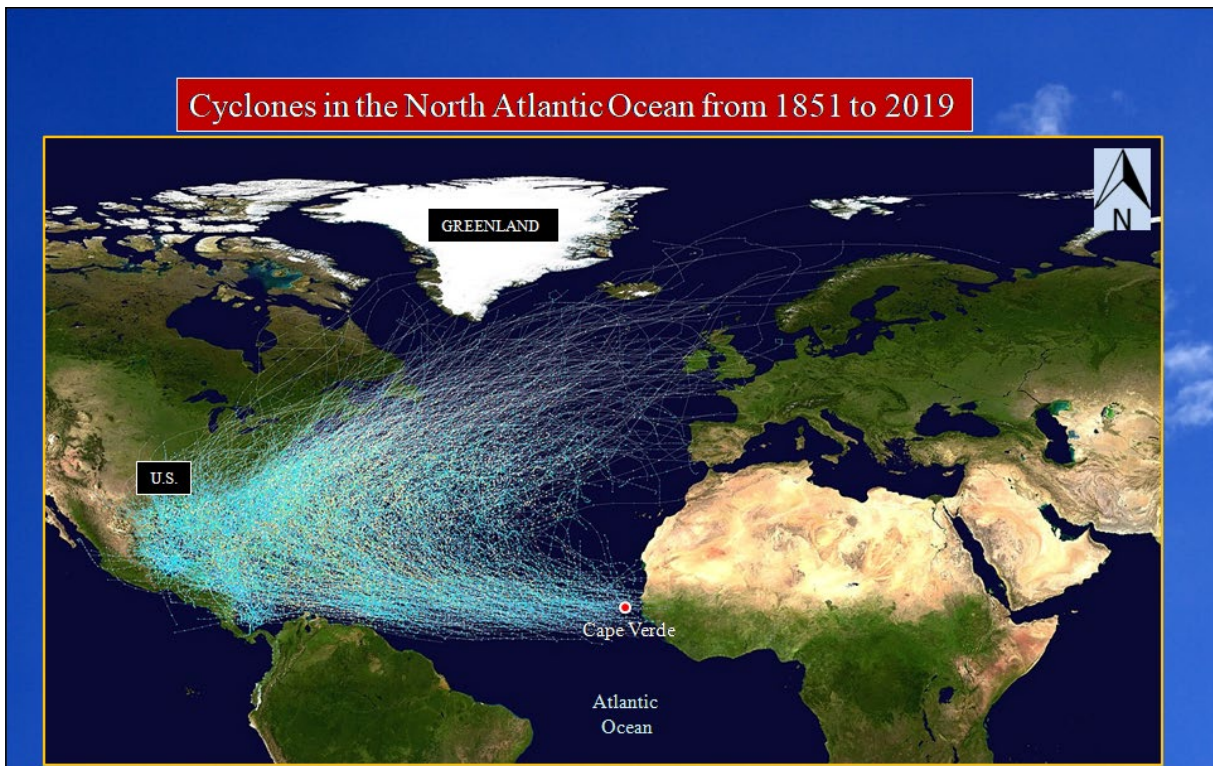 Cyclones in the North Atlantic Ocean from 1851 to 2019
N
GREENLAND
U.S.
Cape Verde
Atlantic
Ocean